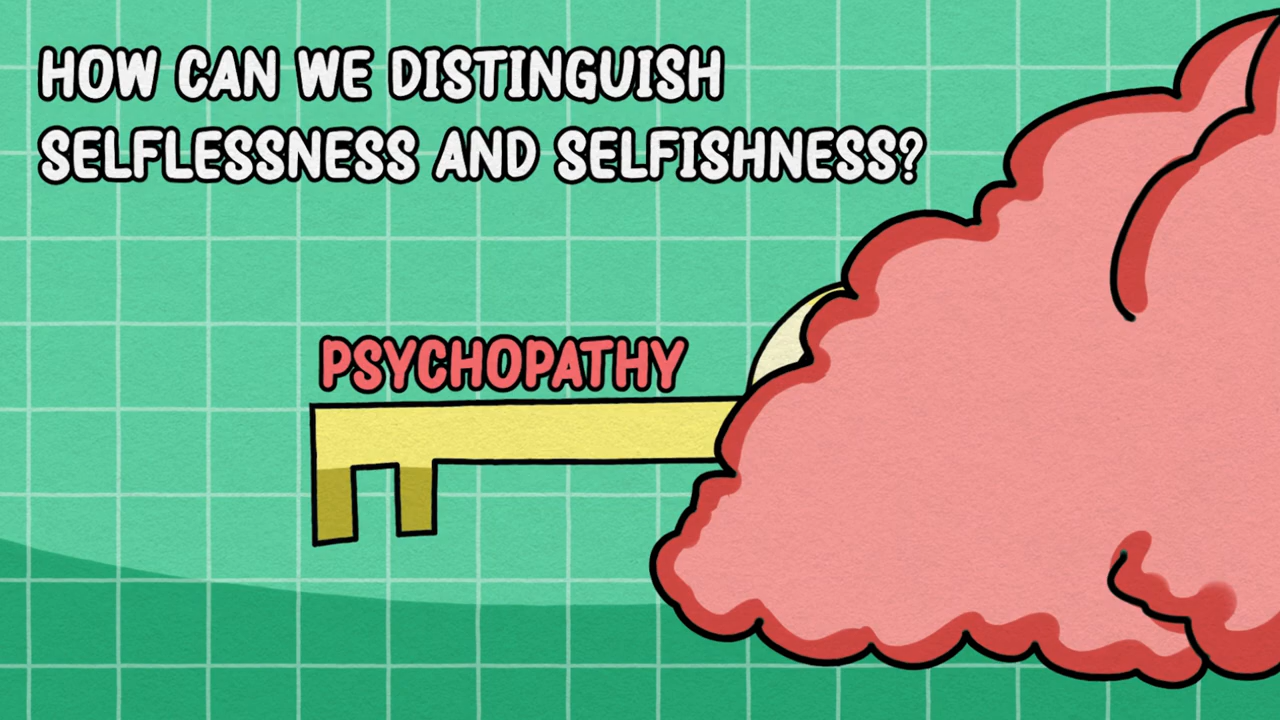 HOW CAN WE DISTINGUISH
SELFLESSNESS AND SELFISHNESS?
PSYCHOPATHY